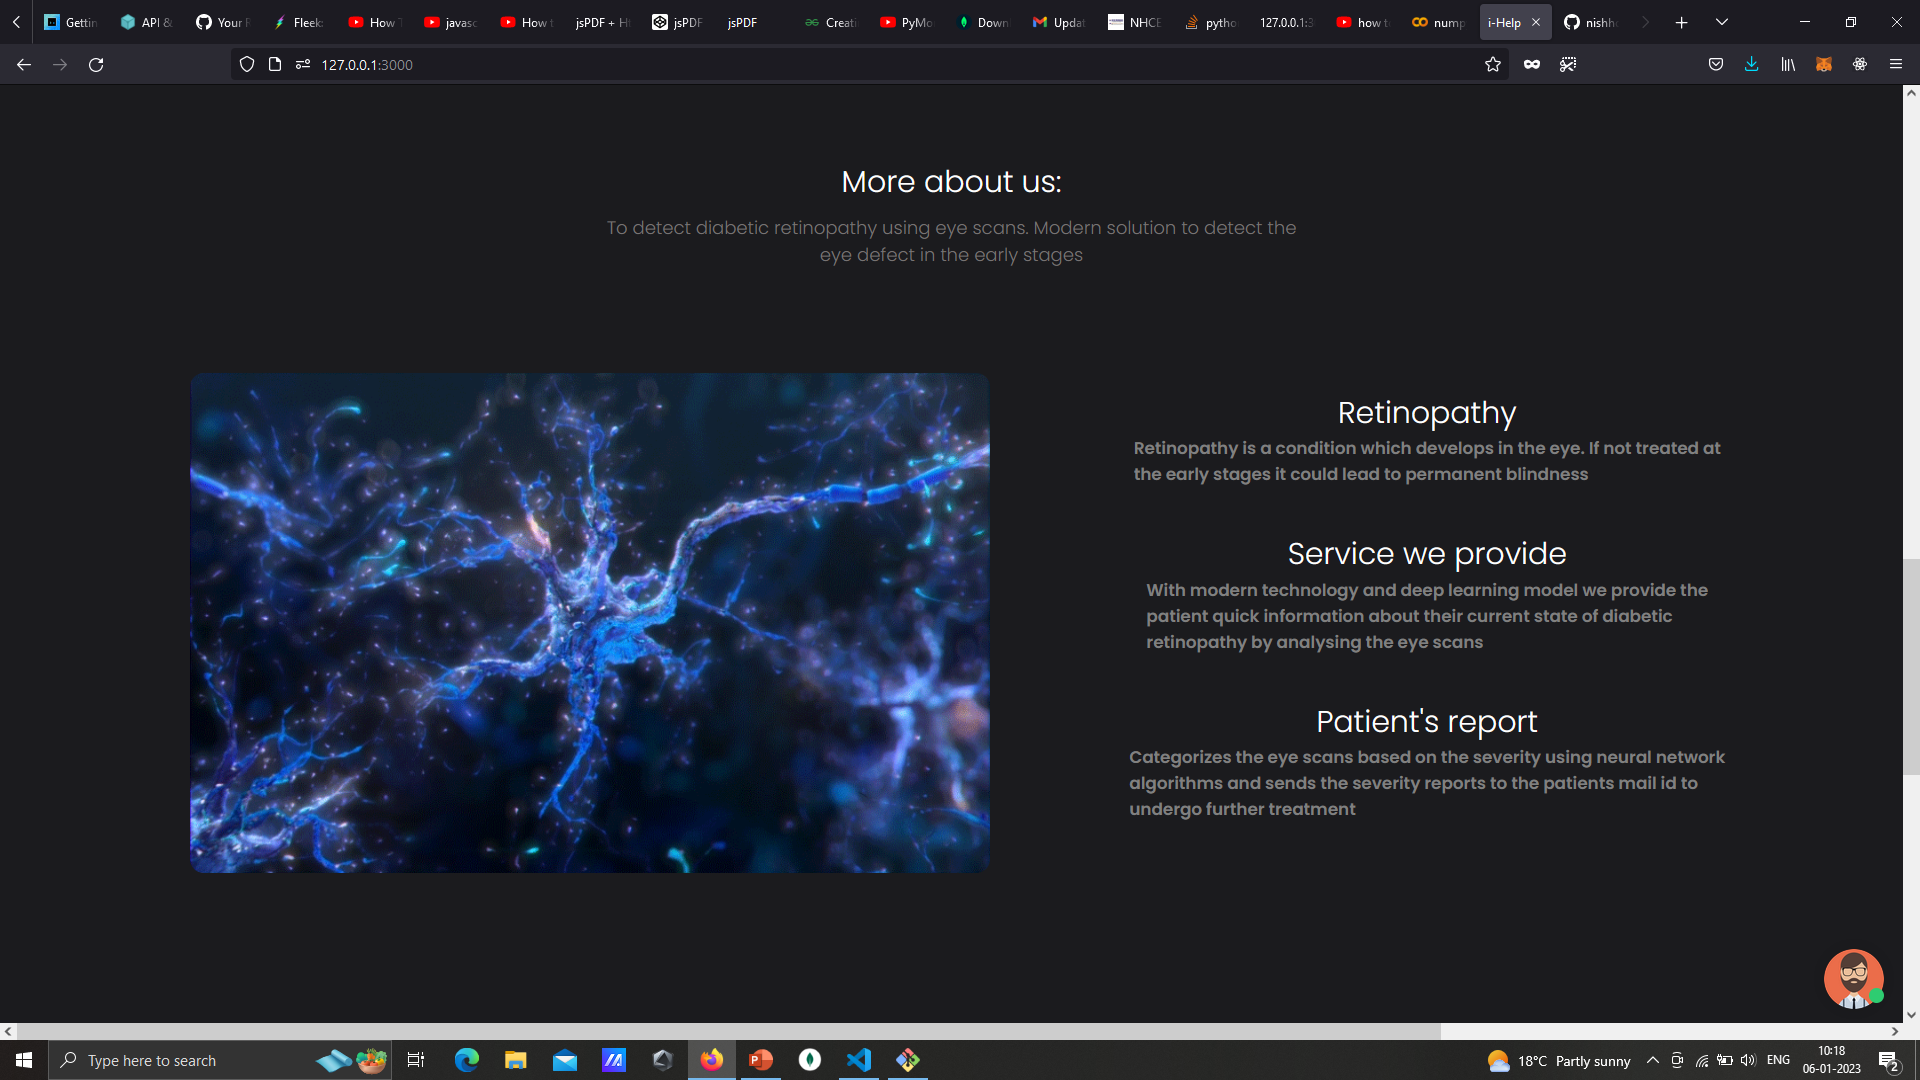 Gettin
API &
Your P
Fleek
How T
javasc
How t
jsPDF + H
jsPDF
jsPDF
Creati
PyMo
Down
Updat
NHCE
pytho
127.0.0.1:3
how t
nump
i-Help
nishh
127.0.0.1:3000
More about us:
To detect diabetic retinopathy using eye scans. Modern solution to detect the
eye defect in the early stages
Retinopathy
Retinopathy is a condition which develops in the eye. If not treated at
the early stages it could lead to permanent blindness
Service we provide
With modern technology and deep learning model we provide the
patient quick information about their current state of diabetic
retinopathy by analysing the eye scans
Patient's report
Categorizes the eye scans based on the severity using neural network
algorithms and sends the severity reports to the patients mail id to
undergo further treatment
Type here to search
18°C Partly sunny
ENG
10:18
06-01-2023
2